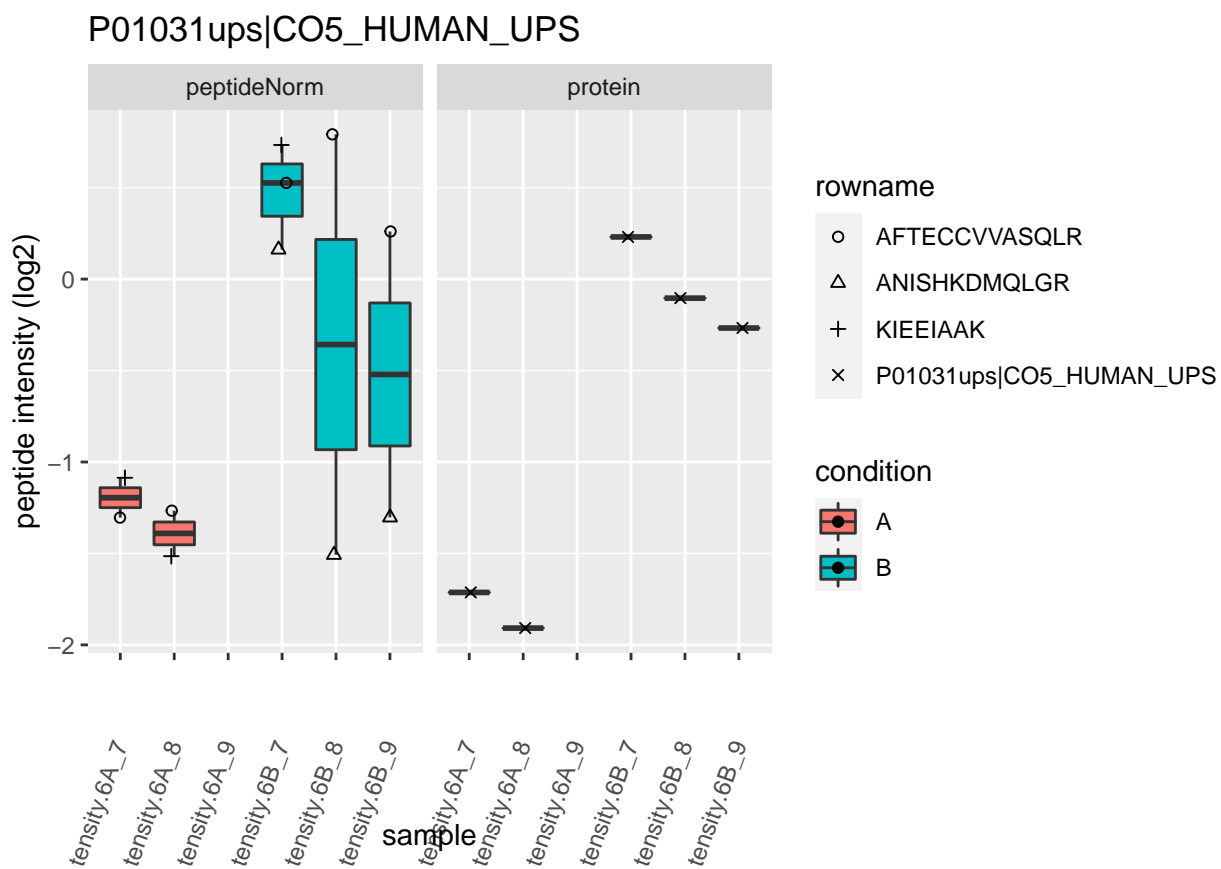 P01031ups|CO5_HUMAN_UPS
peptideNorm
protein
peptide intensity (log2)
0
−1
−2
tensity.6A_7
tensity.6A_8
tensity.6A_9
tensity.6B_7
tensity.6B_8
tensity.6B_9
tensity.6A_7
tensity.6A_8
tensity.6A_9
tensity.6B_7
tensity.6B_8
tensity.6B_9
sample
rowname
AFTECCVVASQLR
ANISHKDMQLGR
KIEEIAAK
P01031ups|CO5_HUMAN_UPS
condition
A
B